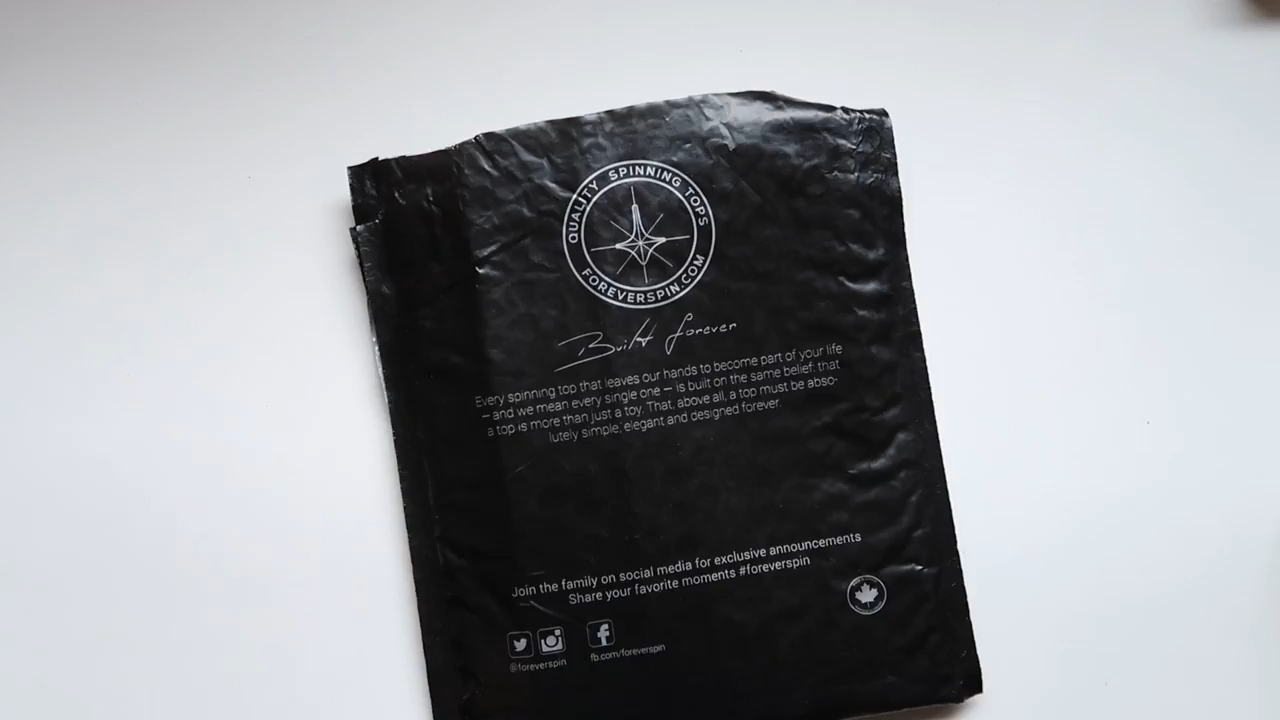 QUALITY SPINNING TOPS
FOREVERSPIN.COM
Built forever
Every spinning top that leaves our hands to become part of your life
– and we mean every single one – is built on the same belief: that
a top is more than just a toy. That, above all, a top must be abso-
lutely simple, elegant and designed forever.
Join the family on social media for exclusive announcements
Share your favorite moments #foreverspin
@foreverspin
fb.com/foreverspin